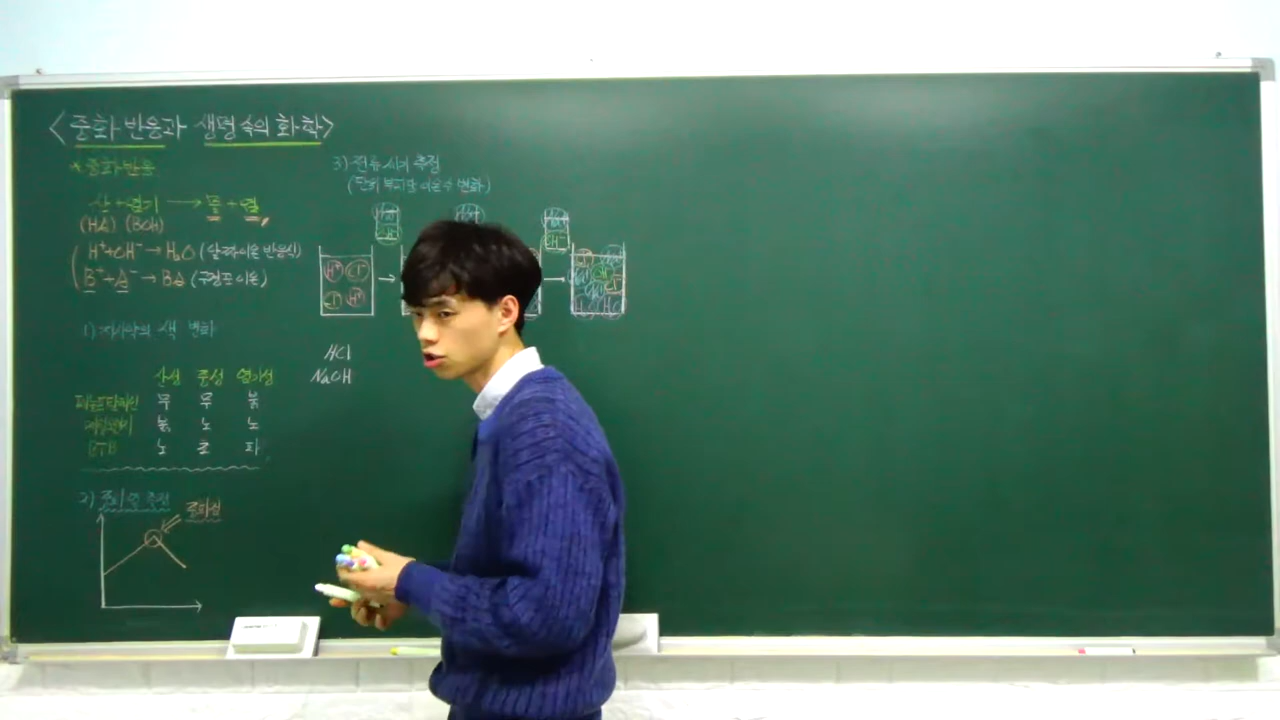 <중화 반응과 생명 속의 화학>
* 중화 반응
산 + 염기 → 물 + 염
(HA) (BOH)
H⁺+OH⁻ → H₂O (알짜 이온 반응식)
B⁺+A⁻ → BA (구경꾼 이온)
1) 지시약의 색 변화
산성 중성 염기성
페놀프탈레인 무 무 붉
메틸오렌지 붉 노 노
BTB 노 초 파
2) 중화열 측정
중화점
3) 전류 세기 측정
(단위 부피당 이온 수 변화)
H⁺ Cl⁻
Cl⁻ H⁺
HCl
NaOH